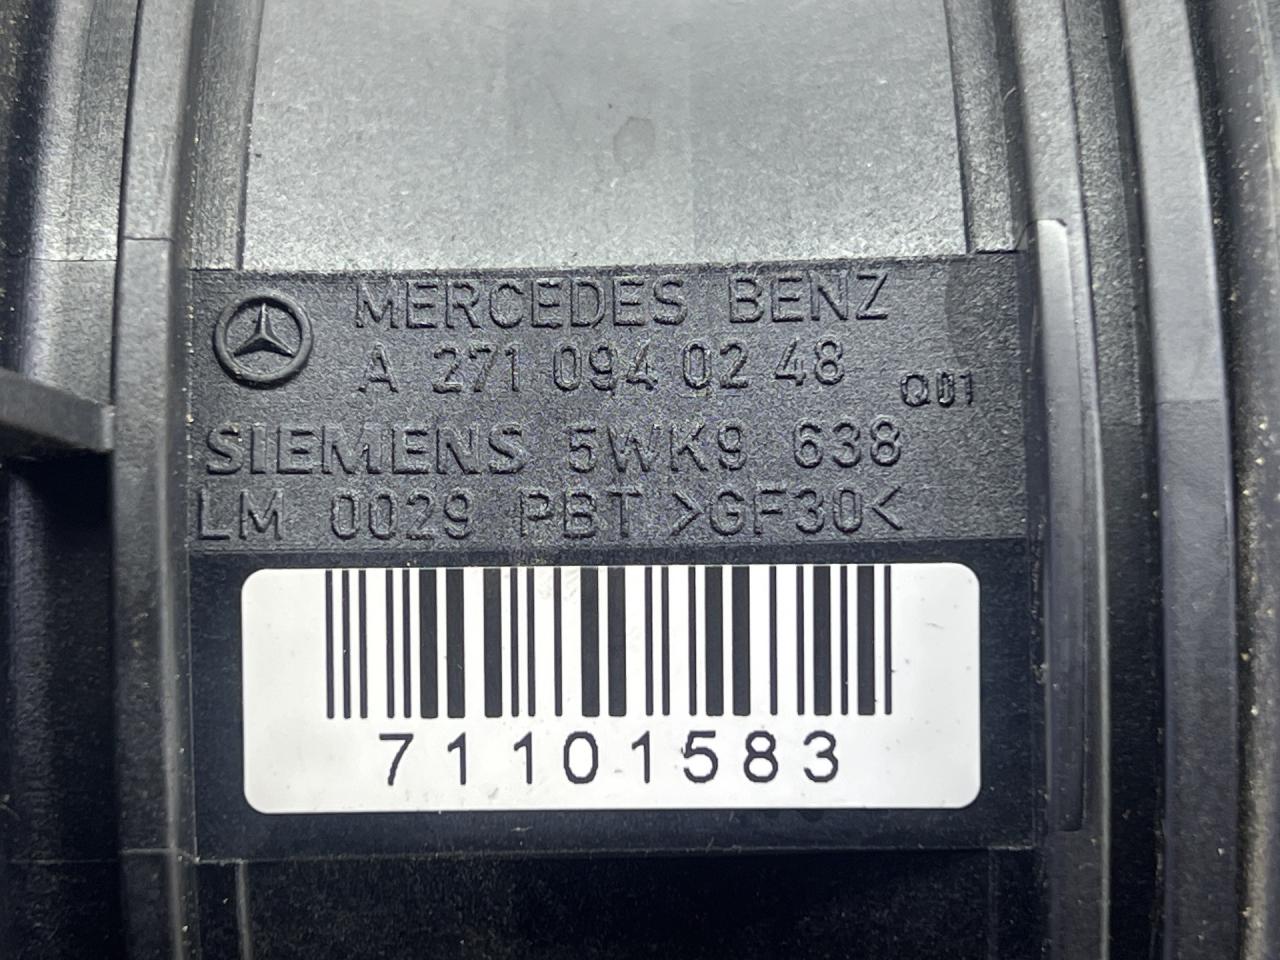 MERCEDES BENZ
A 271 094 02 48
Q01
SIEMENS 5WK9 638
LM 0029 PBT >GF30<
71101583